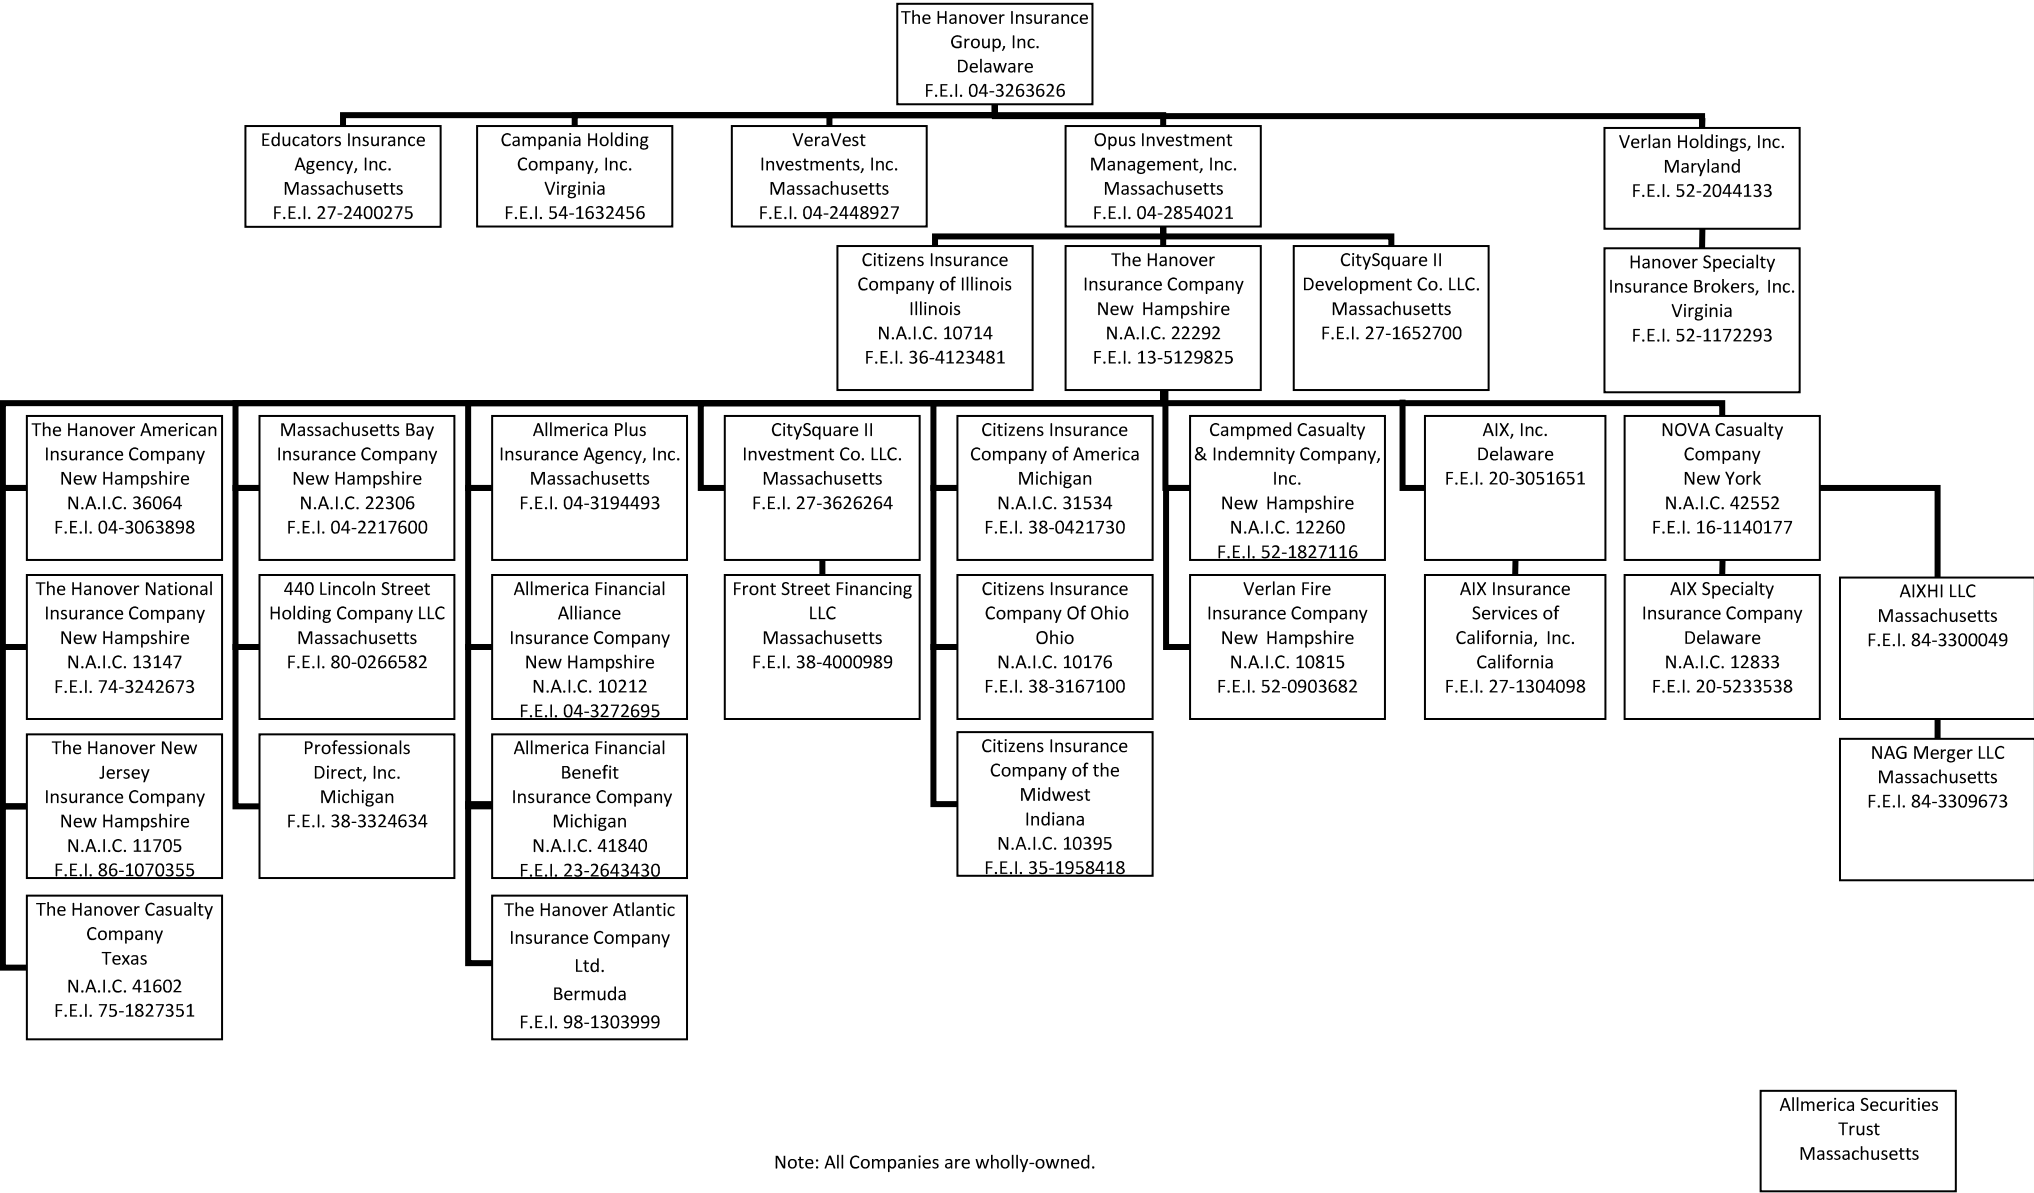 The Hanover Insurance
Group, Inc.
Delaware
F.E.I. 04-3263626
Educators Insurance
Agency, Inc.
Massachusetts
F.E.I. 27-2400275
Campania Holding
Company, Inc.
Virginia
F.E.I. 54-1632456
VeraVest
Investments, Inc.
Massachusetts
F.E.I. 04-2448927
Opus Investment
Management, Inc.
Massachusetts
F.E.I. 04-2854021
Verlan Holdings, Inc.
Maryland
F.E.I. 52-2044133
Citizens Insurance
Company of Illinois
Illinois
N.A.I.C. 10714
F.E.I. 36-4123481
The Hanover
Insurance Company
New Hampshire
N.A.I.C. 22292
F.E.I. 13-5129825
CitySquare II
Development Co. LLC.
Massachusetts
F.E.I. 27-1652700
Hanover Specialty
Insurance Brokers, Inc.
Virginia
F.E.I. 52-1172293
The Hanover American
Insurance Company
New Hampshire
N.A.I.C. 36064
F.E.I. 04-3063898
Massachusetts Bay
Insurance Company
New Hampshire
N.A.I.C. 22306
F.E.I. 04-2217600
Allmerica Plus
Insurance Agency, Inc.
Massachusetts
F.E.I. 04-3194493
CitySquare II
Investment Co. LLC.
Massachusetts
F.E.I. 27-3626264
Citizens Insurance
Company of America
Michigan
N.A.I.C. 31534
F.E.I. 38-0421730
Campmed Casualty
& Indemnity Company,
Inc.
New Hampshire
N.A.I.C. 12260
F.E.I. 52-1827116
AIX, Inc.
Delaware
F.E.I. 20-3051651
NOVA Casualty
Company
New York
N.A.I.C. 42552
F.E.I. 16-1140177
The Hanover National
Insurance Company
New Hampshire
N.A.I.C. 13147
F.E.I. 74-3242673
440 Lincoln Street
Holding Company LLC
Massachusetts
F.E.I. 80-0266582
Allmerica Financial
Alliance
Insurance Company
New Hampshire
N.A.I.C. 10212
F.E.I. 04-3272695
Front Street Financing
LLC
Massachusetts
F.E.I. 38-4000989
Citizens Insurance
Company Of Ohio
Ohio
N.A.I.C. 10176
F.E.I. 38-3167100
Verlan Fire
Insurance Company
New Hampshire
N.A.I.C. 10815
F.E.I. 52-0903682
AIX Insurance
Services of
California, Inc.
California
F.E.I. 27-1304098
AIX Specialty
Insurance Company
Delaware
N.A.I.C. 12833
F.E.I. 20-5233538
AIXHI LLC
Massachusetts
F.E.I. 84-3300049
The Hanover New
Jersey
Insurance Company
New Hampshire
N.A.I.C. 11705
F.E.I. 86-1070355
Professionals
Direct, Inc.
Michigan
F.E.I. 38-3324634
Allmerica Financial
Benefit
Insurance Company
Michigan
N.A.I.C. 41840
F.E.I. 23-2643430
Citizens Insurance
Company of the
Midwest
Indiana
N.A.I.C. 10395
F.E.I. 35-1958418
NAG Merger LLC
Massachusetts
F.E.I. 84-3309673
The Hanover Casualty
Company
Texas
N.A.I.C. 41602
F.E.I. 75-1827351
The Hanover Atlantic
Insurance Company
Ltd.
Bermuda
F.E.I. 98-1303999
Allmerica Securities
Trust
Massachusetts
Note: All Companies are wholly-owned.